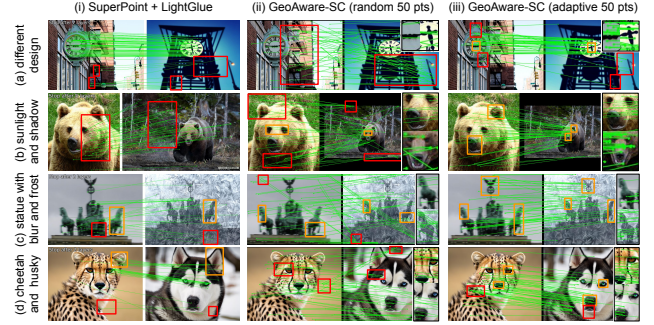 (i) SuperPoint + LightGlue
(ii) GeoAware-SC (random 50 pts)
(iii) GeoAware-SC (adaptive 50 pts)
(a) different
design
(b) sunlight
and shadow
(c) statue with
blur and frost
(d) cheetah
and husky